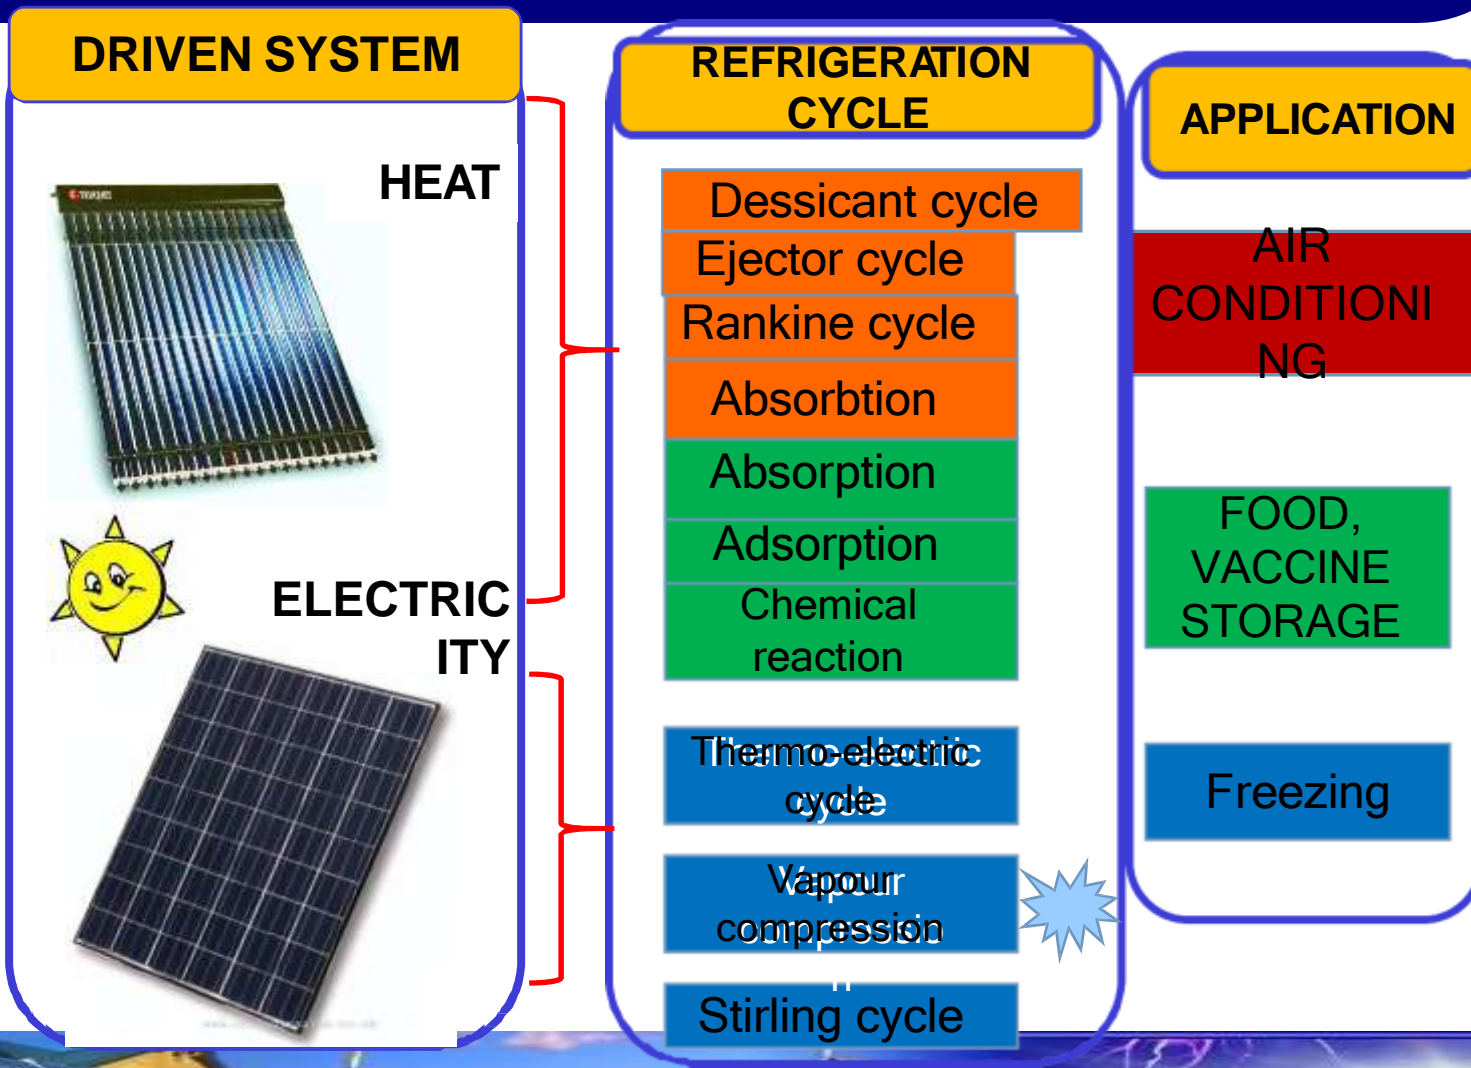 DRIVEN SYSTEM
HEAT
ELECTRIC
ITY
REFRIGERATION
CYCLE
Dessicant cycle
Ejector cycle
Rankine cycle
Absorbtion
Absorption
Adsorption
Chemical
reaction
Thermo-electric
cycle
Vapour
compression
Stirling cycle
APPLICATION
AIR
CONDITIONI
NG
FOOD,
VACCINE
STORAGE
Freezing